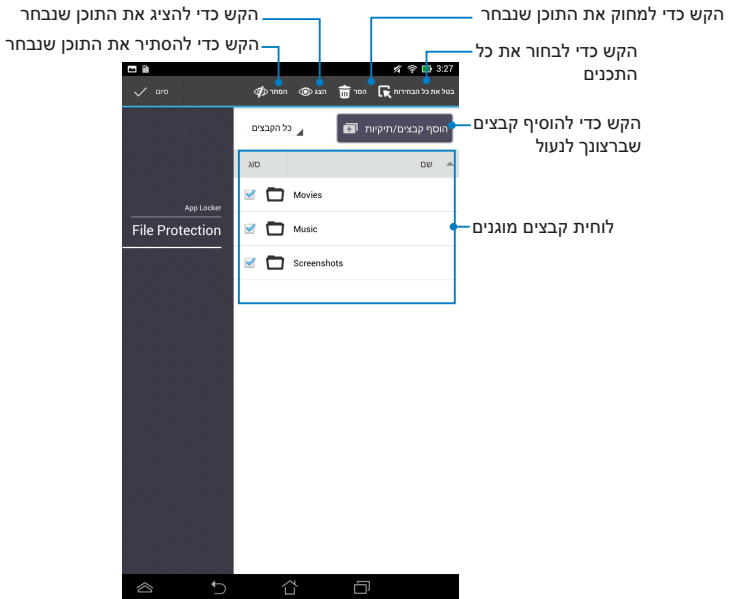 הקש כדי למחוק את התוכן שנבחר
הקש כדי להציג את התוכן שנבחר
הקש כדי להסתיר את התוכן שנבחר
הקש כדי לבחור את כל
התכנים
3:27
בטל את כל הבחירות
הסר
הצג
הסתר
סיום
הקש כדי להוסיף קבצים
שברצונך לנעול
הוסף קבצים/תיקיות
כל הקבצים
שם
סוג
Movies
Music
Screenshots
App Locker
File Protection
לוחית קבצים מוגנים